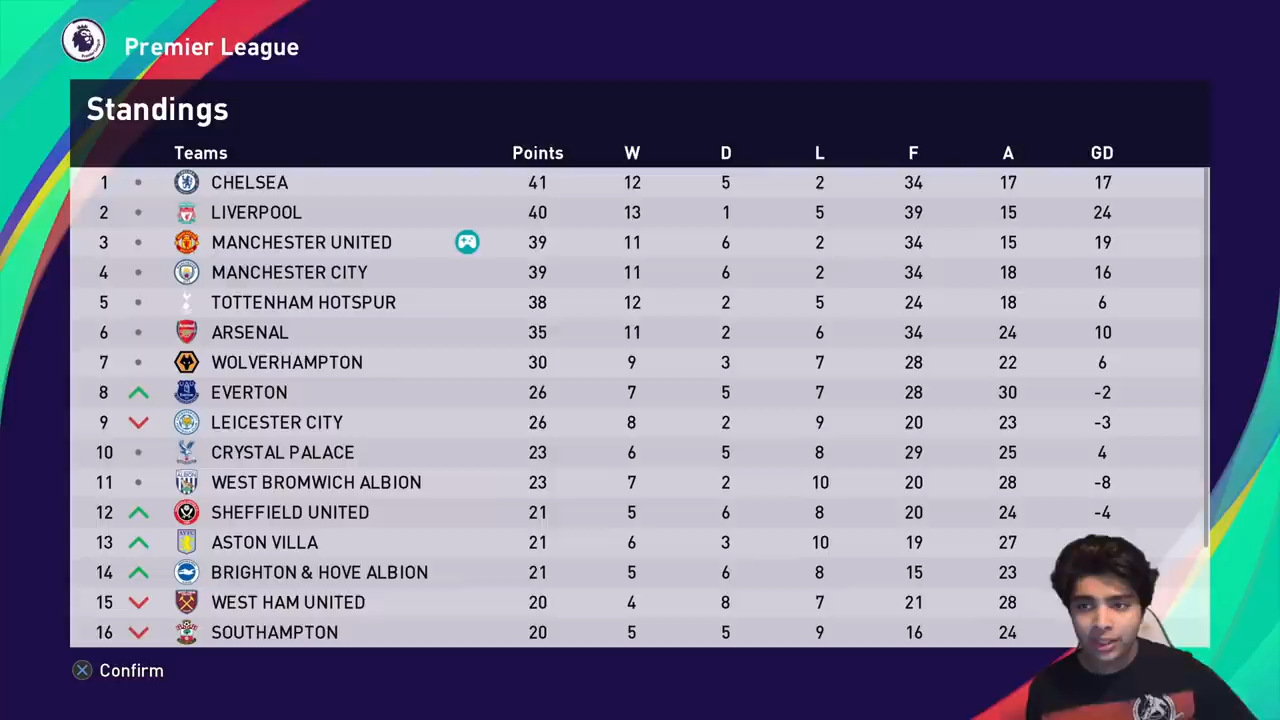 Premier League
Standings
Teams Points W D L F A GD
1 CHELSEA 41 12 5 2 34 17 17
2 LIVERPOOL 40 13 1 5 39 15 24
3 MANCHESTER UNITED 39 11 6 2 34 15 19
4 MANCHESTER CITY 39 11 6 2 34 18 16
5 TOTTENHAM HOTSPUR 38 12 2 5 24 18 6
6 ARSENAL 35 11 2 6 34 24 10
7 WOLVERHAMPTON 30 9 3 7 28 22 6
8 EVERTON 26 7 5 7 28 30 -2
9 LEICESTER CITY 26 8 2 9 20 23 -3
10 CRYSTAL PALACE 23 6 5 8 29 25 4
11 WEST BROMWICH ALBION 23 7 2 10 20 28 -8
12 SHEFFIELD UNITED 21 5 6 8 20 24 -4
13 ASTON VILLA 21 6 3 10 19 27
14 BRIGHTON & HOVE ALBION 21 5 6 8 15 23
15 WEST HAM UNITED 20 4 8 7 21 28
16 SOUTHAMPTON 20 5 5 9 16 24
Confirm